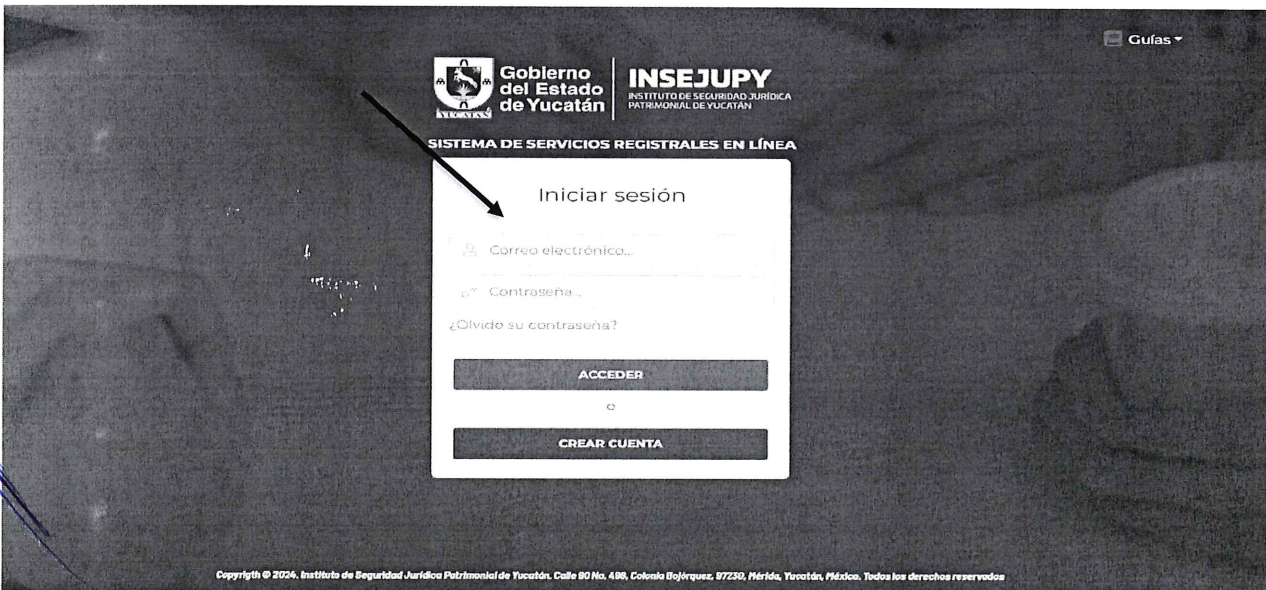 Guías
Gobierno
del Estado
de Yucatán
YUCATÁN
INSEJUPY
INSTITUTO DE SEGURIDAD JURÍDICA
PATRIMONIAL DE YUCATÁN
SISTEMA DE SERVICIOS REGISTRALES EN LÍNEA
Iniciar sesión
Correo electrónico...
Contraseña...
¿Olvido su contraseña?
ACCEDER
o
CREAR CUENTA
Copyrigth © 2024. Instituto de Seguridad Jurídica Patrimonial de Yucatán. Calle 90 No. 498, Colonia Bojórquez, 97230, Mérida, Yucatán, México. Todos los derechos reservados